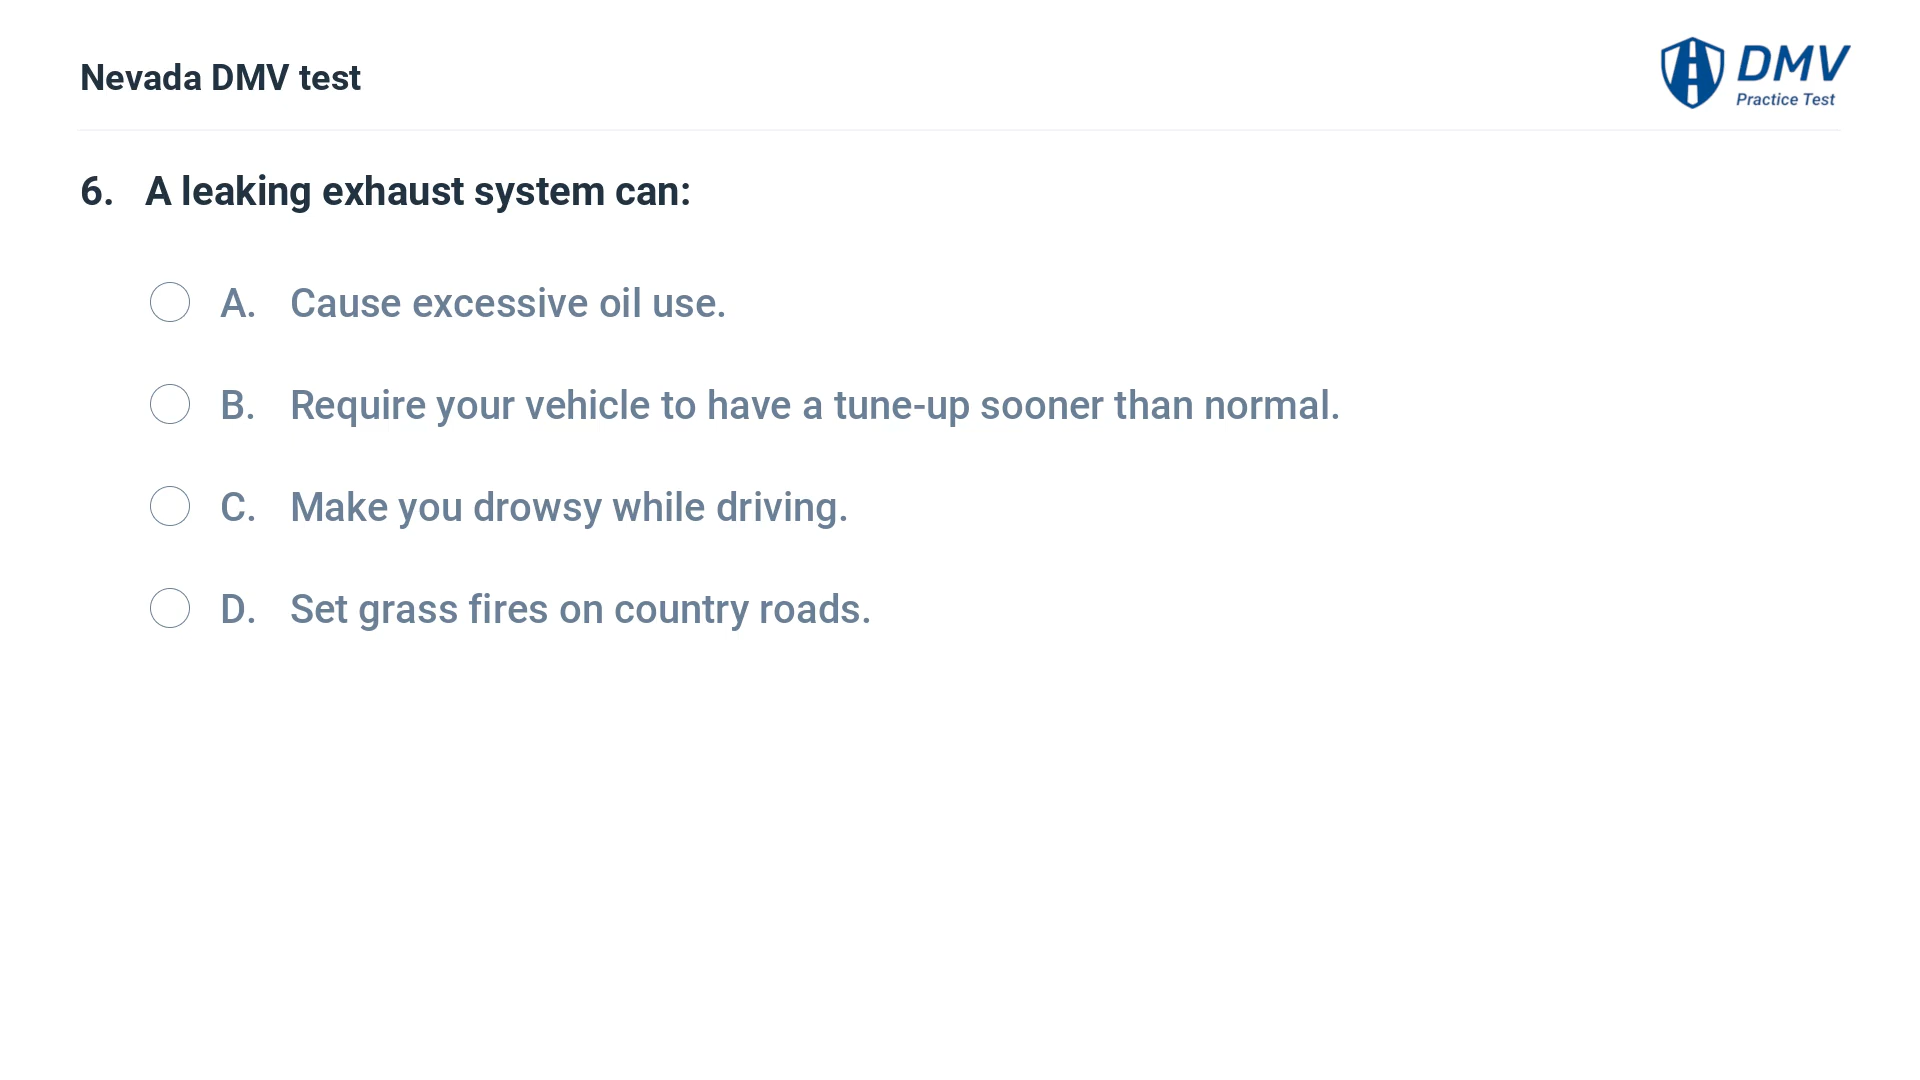 Nevada DMV test
DMV
Practice Test
6. A leaking exhaust system can:
A. Cause excessive oil use.
B. Require your vehicle to have a tune-up sooner than normal.
C. Make you drowsy while driving.
D. Set grass fires on country roads.